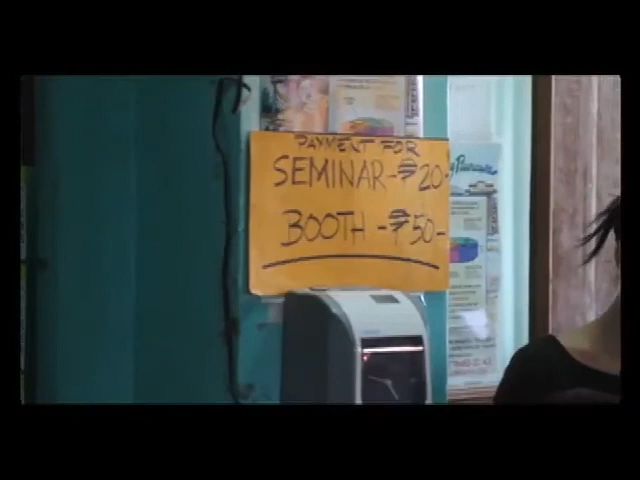 PAYMENT FOR
SEMINAR-₱20-
BOOTH -₱50-